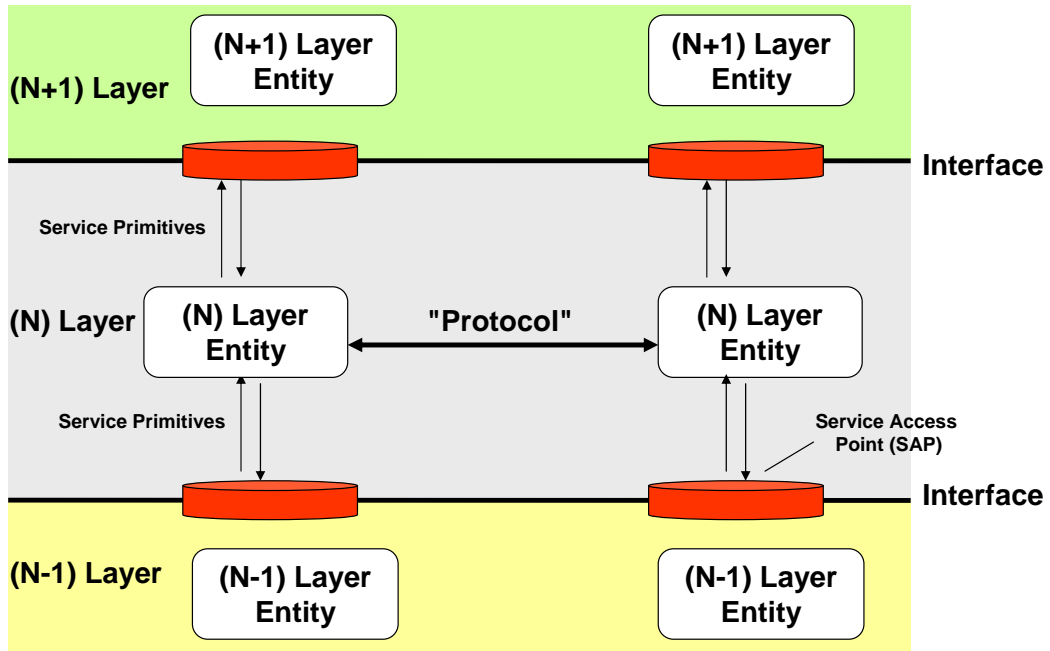 (N+1) Layer
Entity
(N+1) Layer
Entity
(N+1) Layer
Interface
Service Primitives
(N) Layer
(N) Layer
Entity
"Protocol"
(N) Layer
Entity
Service Primitives
Service Access
Point (SAP)
Interface
(N-1) Layer
(N-1) Layer
Entity
(N-1) Layer
Entity